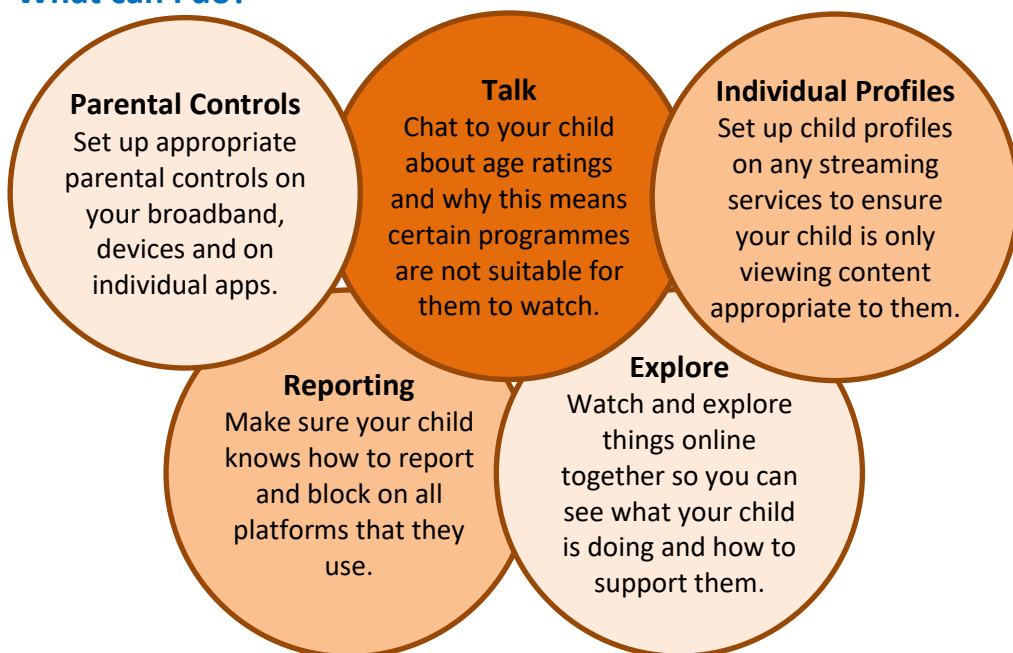 What can I do?
Parental Controls
Set up appropriate
parental controls on
your broadband,
devices and on
individual apps.
Talk
Chat to your child
about age ratings
and why this means
certain programmes
are not suitable for
them to watch.
Individual Profiles
Set up child profiles
on any streaming
services to ensure
your child is only
viewing content
appropriate to them.
Reporting
Make sure your child
knows how to report
and block on all
platforms that they
use.
Explore
Watch and explore
things online
together so you can
see what your child
is doing and how to
support them.